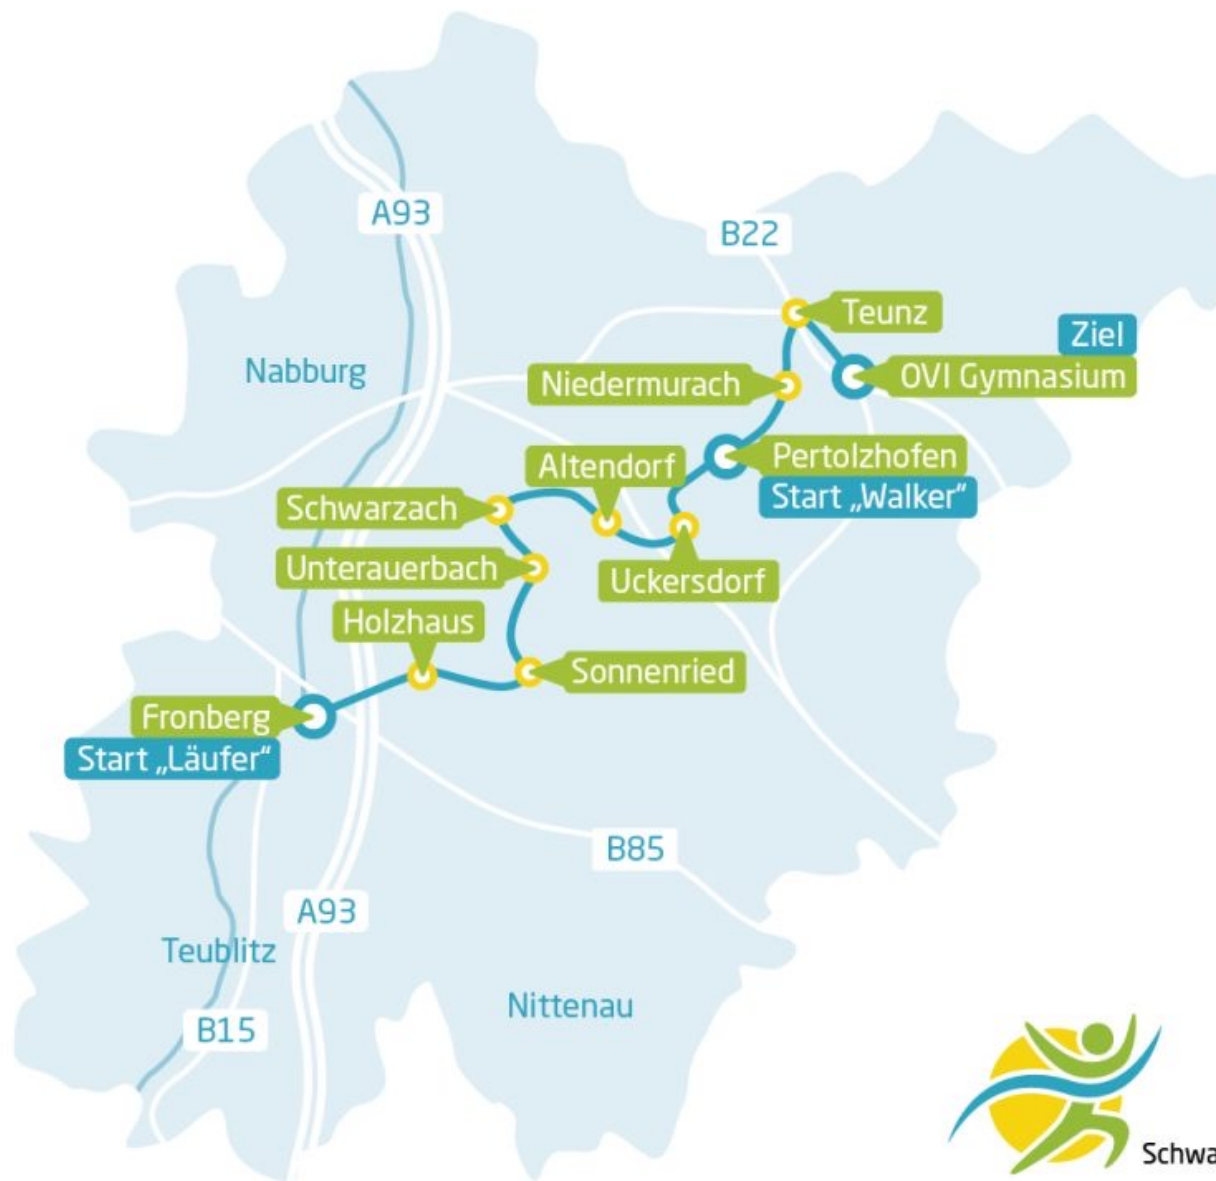 A93
B22
Teunz
Ziel
OVI Gymnasium
Nabburg
Niedermurach
Pertolzhofen
Start „Walker“
Altendorf
Schwarzach
Unterauerbach
Uckersdorf
Holzhaus
Sonnenried
Fronberg
Start „Läufer“
B85
A93
Teublitz
Nittenau
B15
Schwa